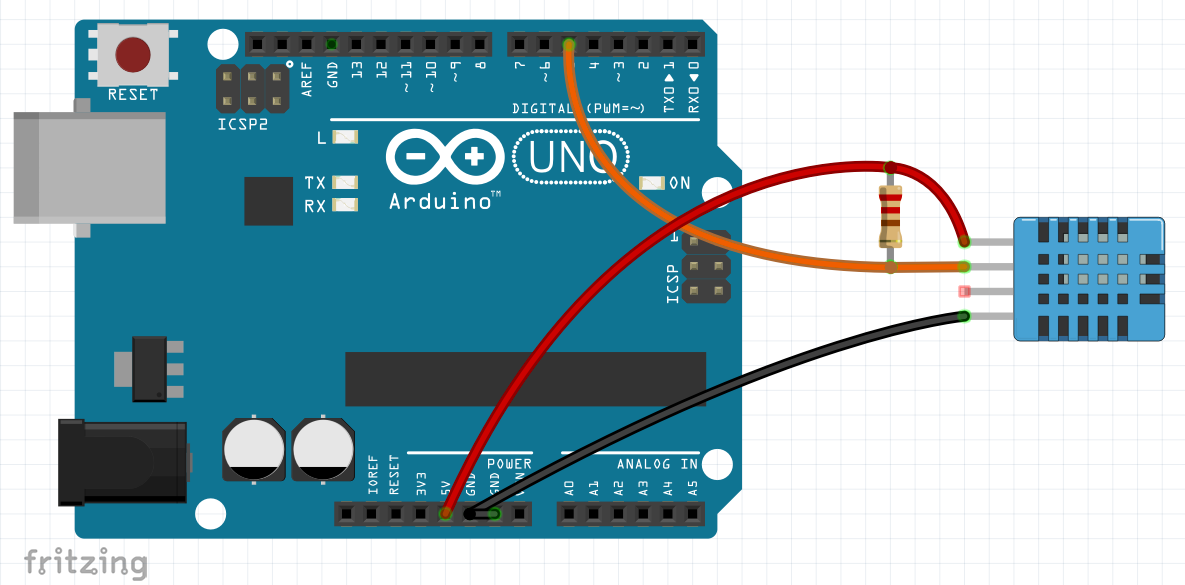 RESET
ICSP2
AREF
GND
13
12
~11
~10
~9
8
7
~6
4
~3
2
TX0▶1
RX0◀0
DIGITAL (PWM=~)
L
TX
RX
UNO
Arduino™
ON
ICSP
1
POWER
ANALOG IN
IOREF
RESET
3V3
5V
GND
GND
A0
A1
A2
A3
A4
A5
fritzing